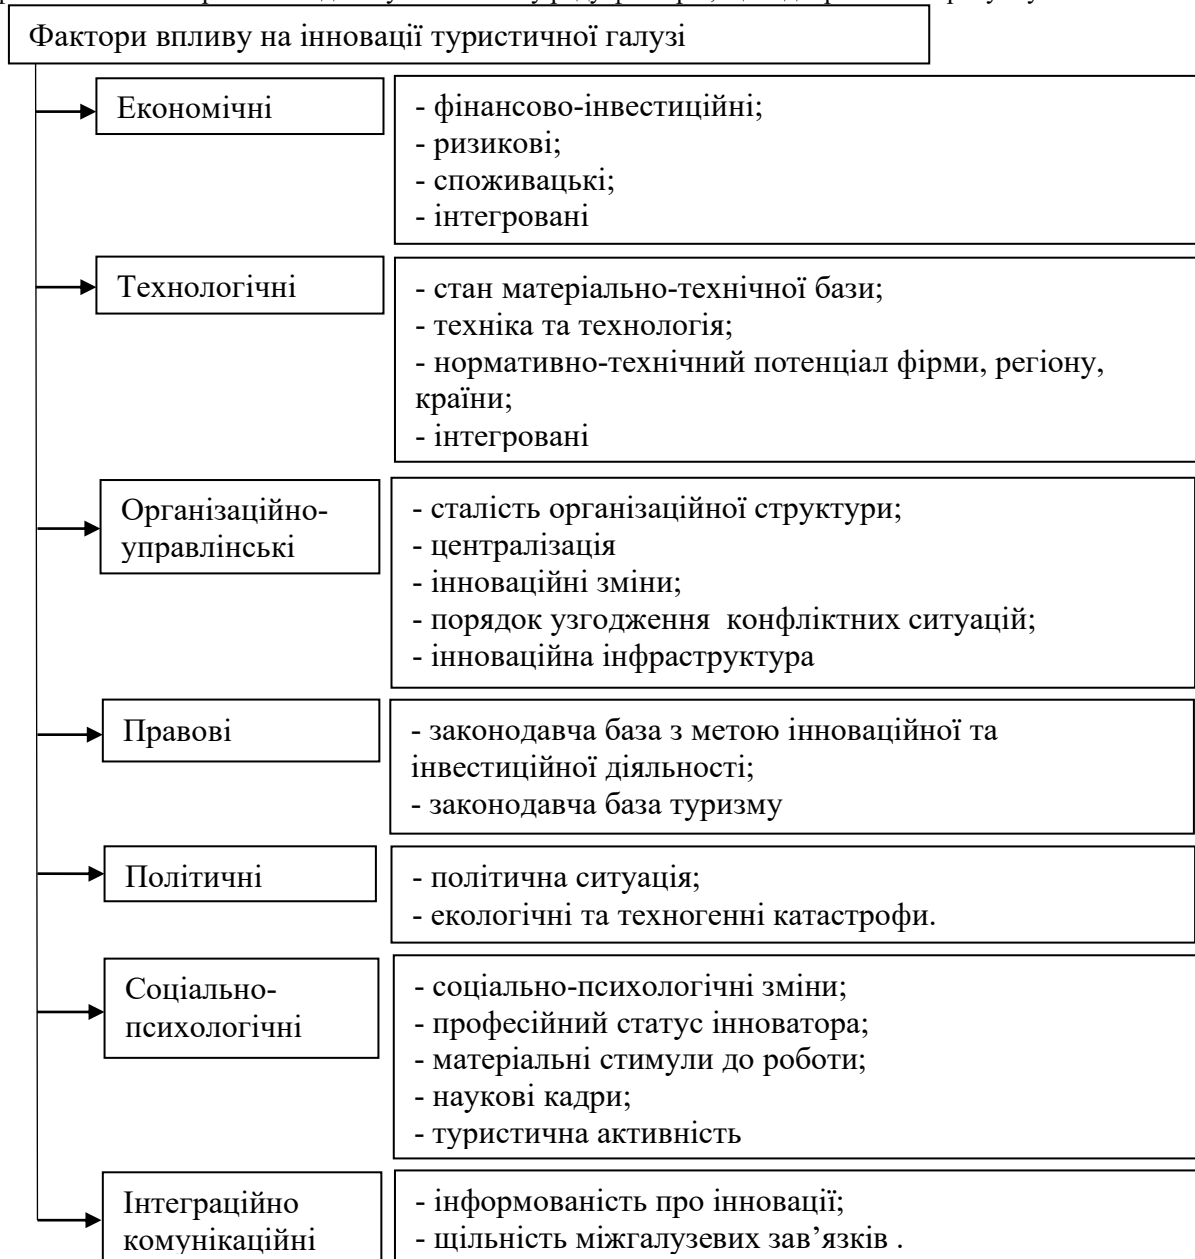 Фактори впливу на інновації туристичної галузі
Економічні
- фінансово-інвестиційні;
- ризикові;
- споживацькі;
- інтегровані
Технологічні
- стан матеріально-технічної бази;
- техніка та технологія;
- нормативно-технічний потенціал фірми, регіону,
країни;
- інтегровані
Організаційно-
управлінські
- сталість організаційної структури;
- централізація
- інноваційні зміни;
- порядок узгодження  конфліктних ситуацій;
- інноваційна інфраструктура
Правові
- законодавча база з метою інноваційної та
інвестиційної діяльності;
- законодавча база туризму
Політичні
- політична ситуація;
- екологічні та техногенні катастрофи.
Соціально-
психологічні
- соціально-психологічні зміни;
- професійний статус інноватора;
- матеріальні стимули до роботи;
- наукові кадри;
- туристична активність
Інтеграційно
комунікаційні
- інформованість про інновації;
- щільність міжгалузевих зав’язків .